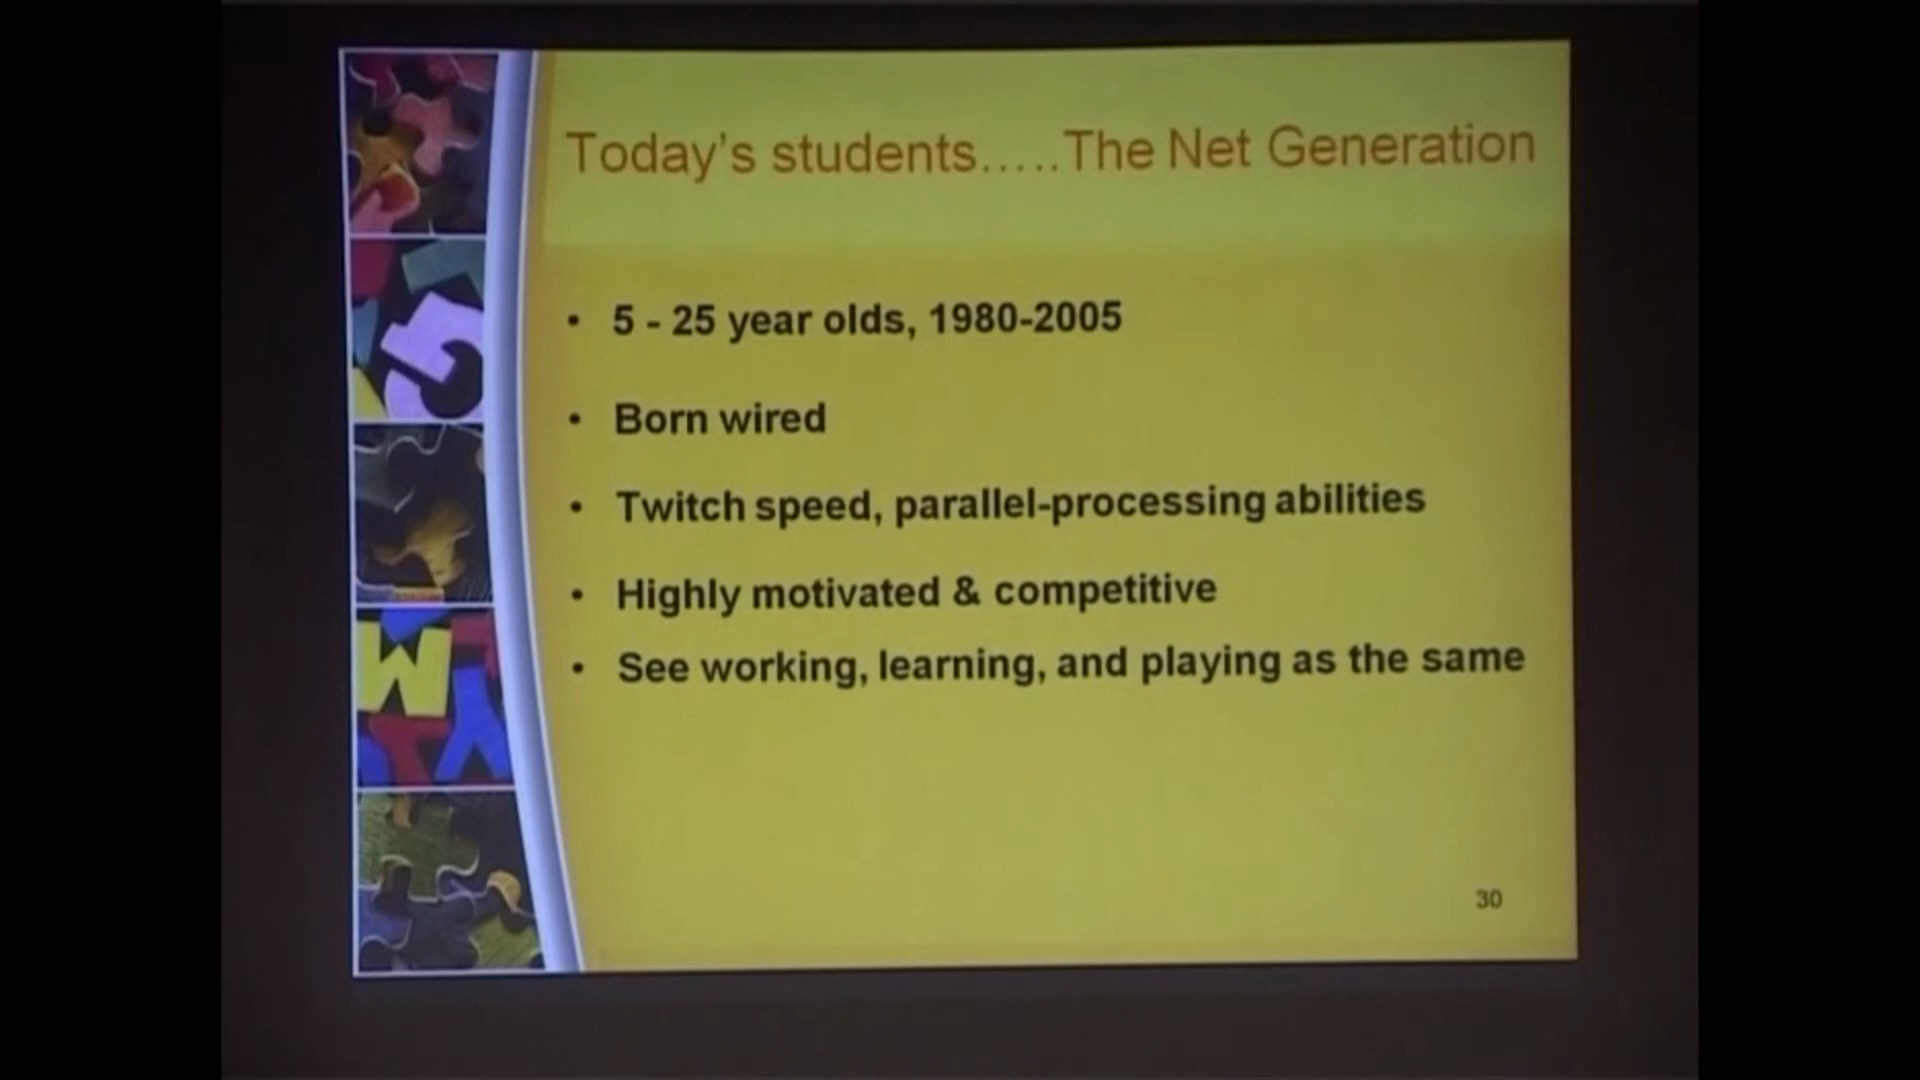 Today's students.....The Net Generation
• 5 - 25 year olds, 1980-2005
• Born wired
• Twitch speed, parallel-processing abilities
• Highly motivated & competitive
• See working, learning, and playing as the same
30